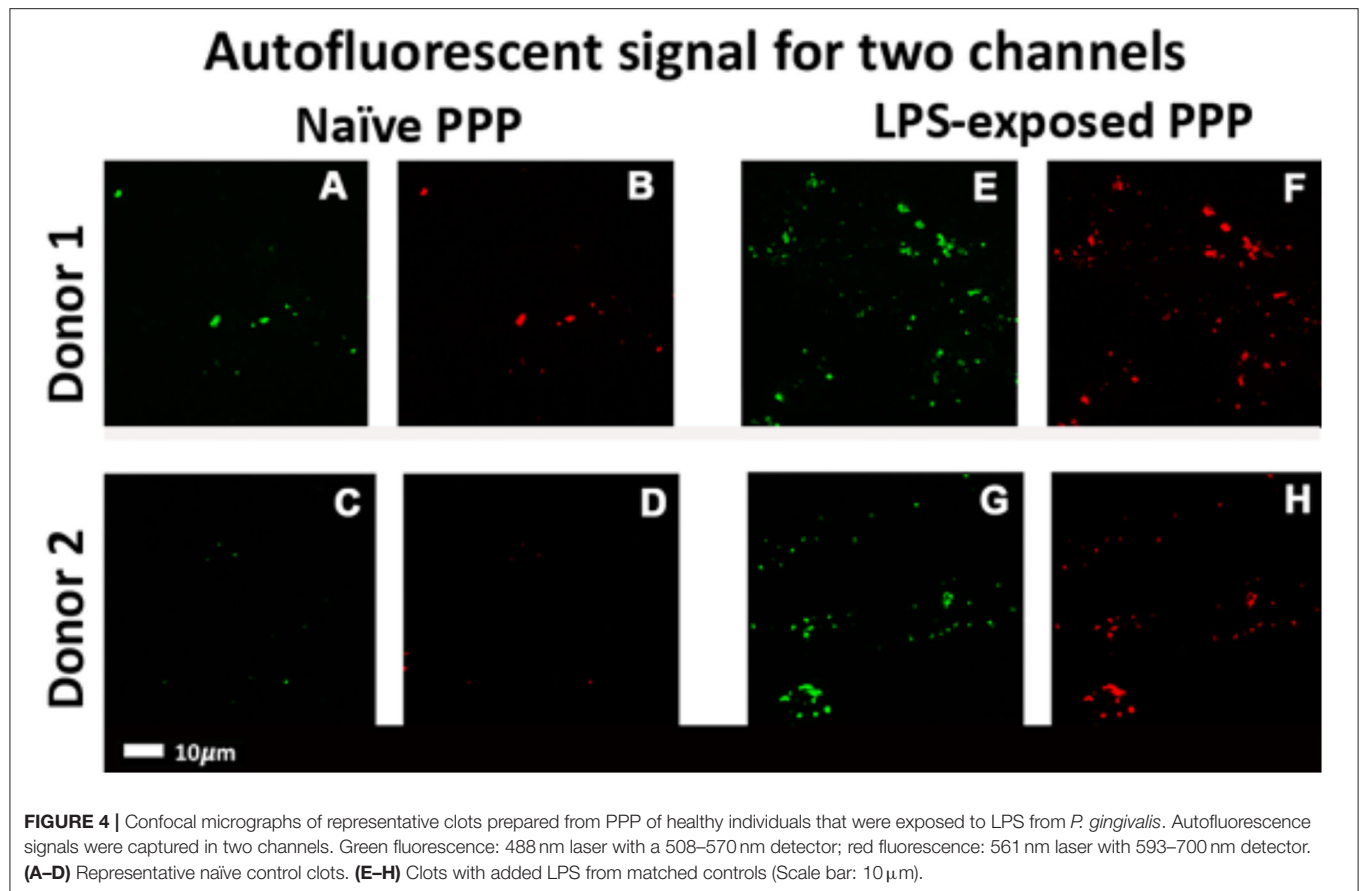 Autofluorescent signal for two channels
Naïve PPP
LPS-exposed PPP
Donor 1
A
B
E
F
Donor 2
C
D
G
H
10μm
FIGURE 4 | Confocal micrographs of representative clots prepared from PPP of healthy individuals that were exposed to LPS from P. gingivalis. Autofluorescence
signals were captured in two channels. Green fluorescence: 488 nm laser with a 508–570 nm detector; red fluorescence: 561 nm laser with 593–700 nm detector.
(A–D) Representative naïve control clots. (E–H) Clots with added LPS from matched controls (Scale bar: 10 μm).